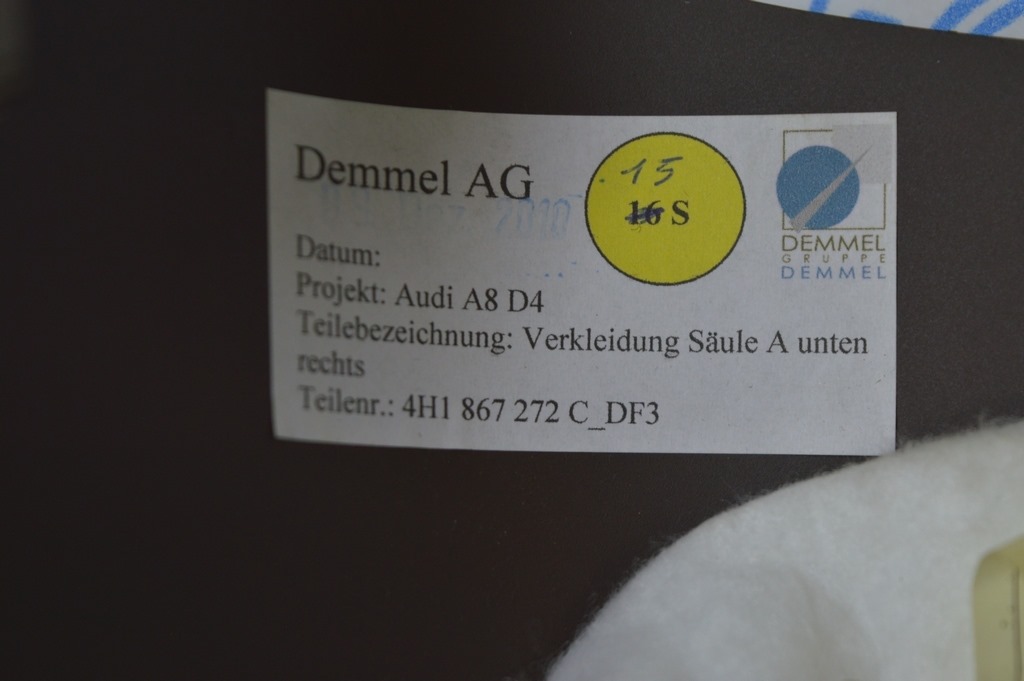 Demmel AG
15
16 S
2010
Datum:
Projekt: Audi A8 D4
Teilebezeichnung: Verkleidung Säule A unten
rechts
Teilenr.: 4H1 867 272 C_DF3
DEMMEL
GRUPPE
DEMMEL